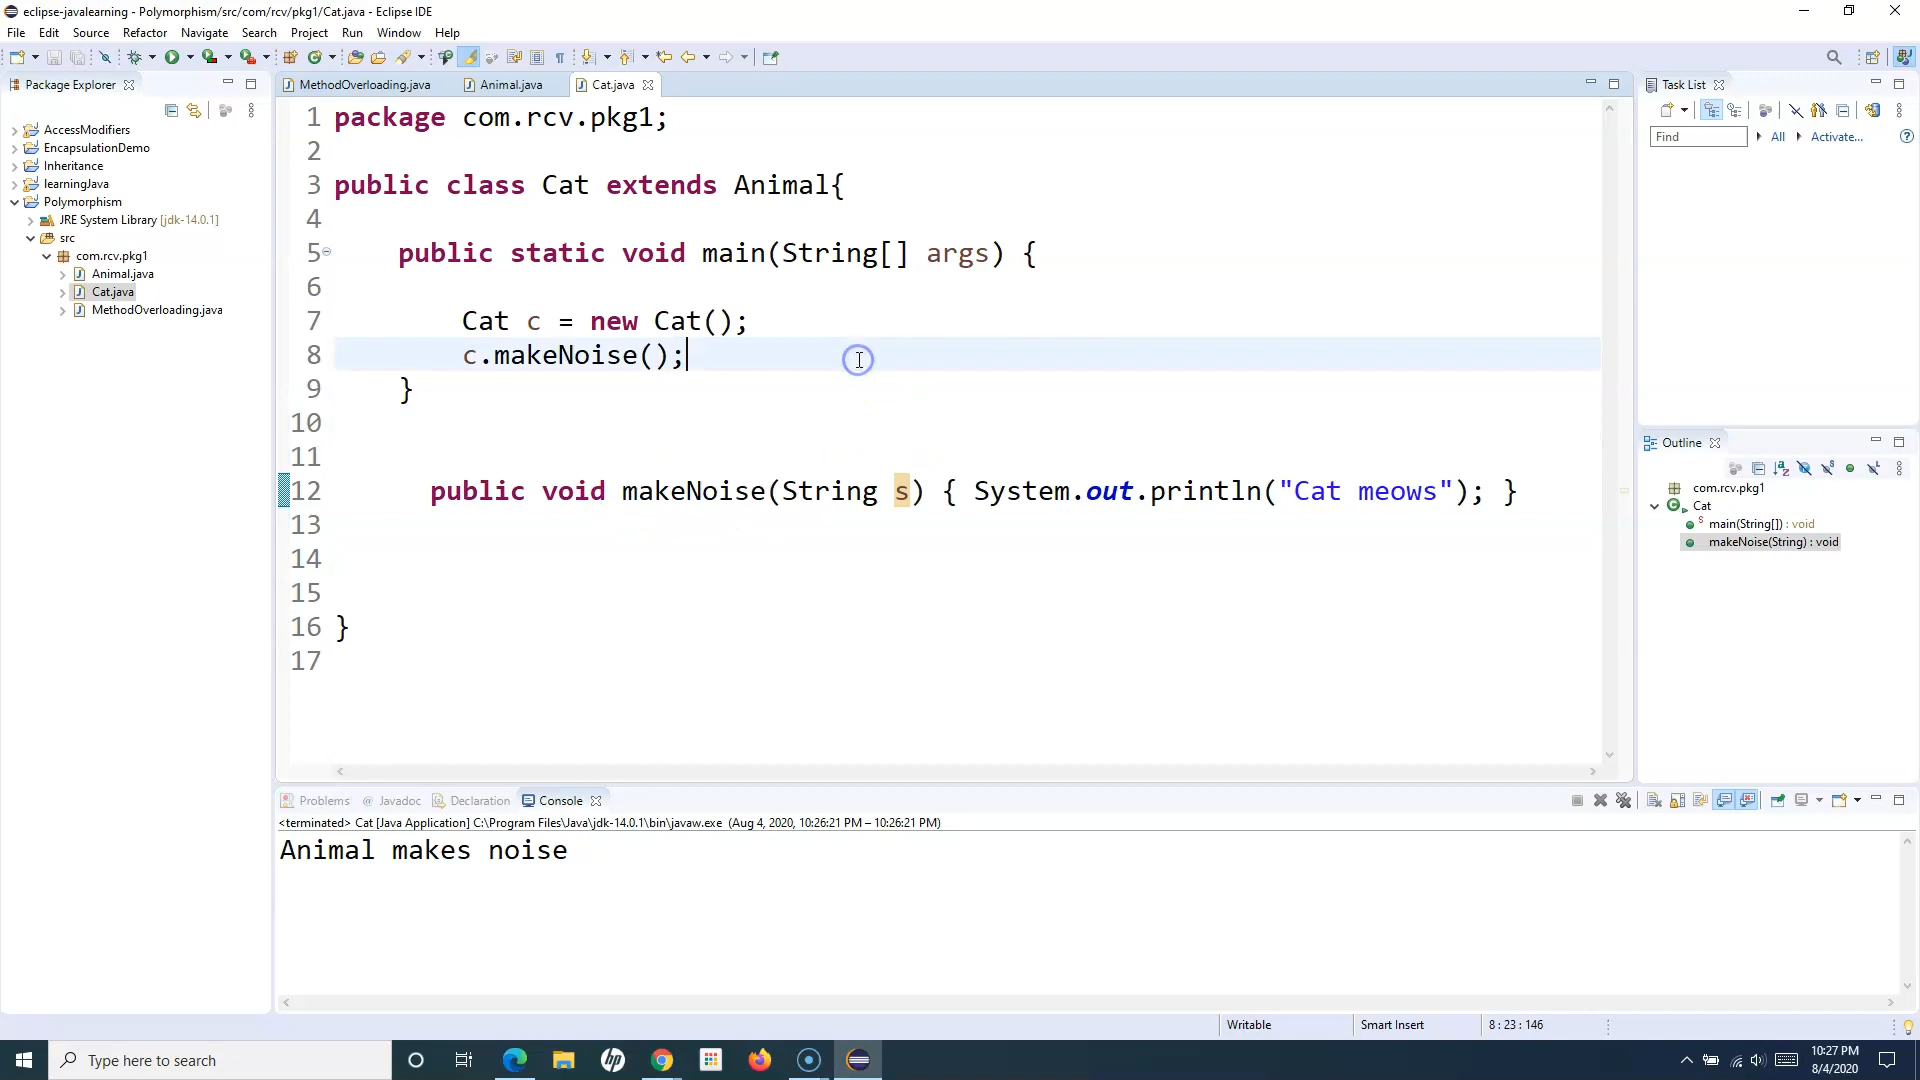 eclipse-javalearning - Polymorphism/src/com/rcv/pkg1/Cat.java - Eclipse IDE
File Edit Source Refactor Navigate Search Project Run Window Help
Package Explorer
AccessModifiers
EncapsulationDemo
Inheritance
learningJava
Polymorphism
JRE System Library [jdk-14.0.1]
src
com.rcv.pkg1
Animal.java
Cat.java
MethodOverloading.java
MethodOverloading.java Animal.java Cat.java
1 package com.rcv.pkg1;
2
3 public class Cat extends Animal{
4
5 public static void main(String[] args) {
6
7 Cat c = new Cat();
8 c.makeNoise();
9 }
10
11
12 public void makeNoise(String s) { System.out.println("Cat meows"); }
13
14
15
16 }
17
Task List
Find All Activate...
Outline
com.rcv.pkg1
Cat
main(String[]) : void
makeNoise(String) : void
Problems @ Javadoc Declaration Console
<terminated> Cat [Java Application] C:\Program Files\Java\jdk-14.0.1\bin\javaw.exe (Aug 4, 2020, 10:26:21 PM – 10:26:21 PM)
Animal makes noise
Writable Smart Insert 8 : 23 : 146
Type here to search
10:27 PM
8/4/2020